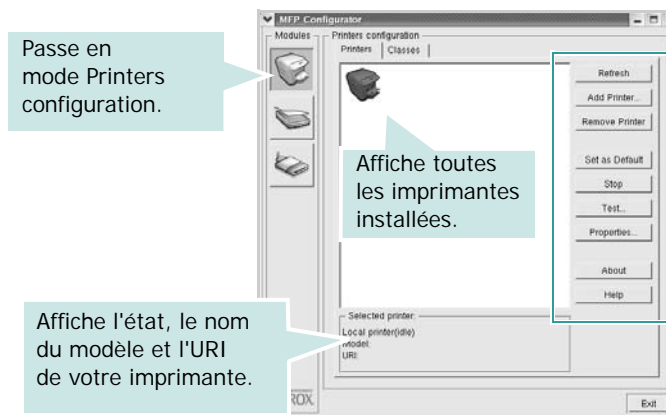 MFP Configurator
Modules
Printers configuration
Printers
Classes
Passe en
mode Printers
configuration.
Refresh
Add Printer...
Remove Printer
Set as Default
Stop
Test...
Properties...
About
Help
Affiche toutes
les imprimantes
installées.
Affiche l'état, le nom
du modèle et l'URI
de votre imprimante.
Selected printer:
Local printer(idle)
Model:
URI:
ROX
Exit